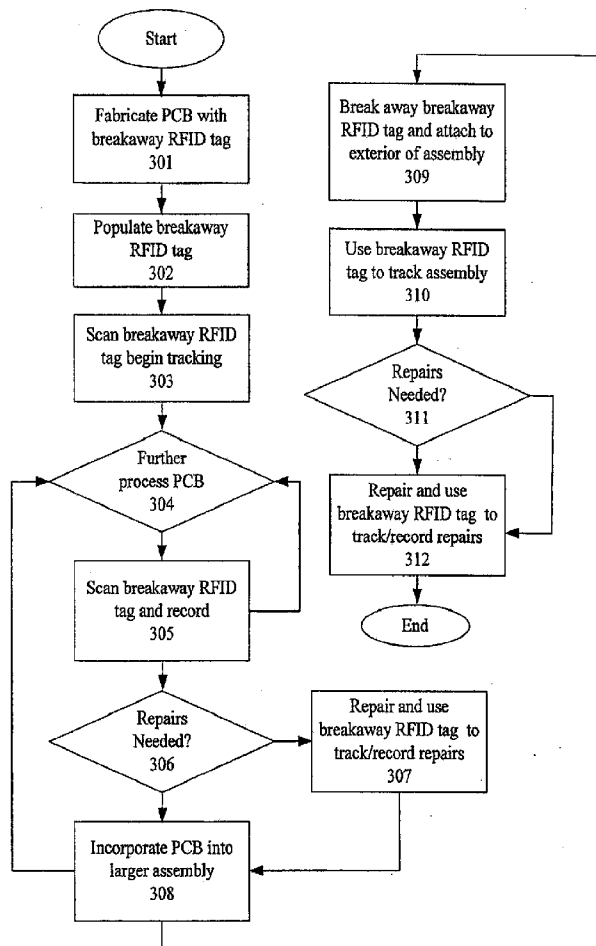 Start
Fabricate PCB with
breakaway RFID tag
301
Populate breakaway
RFID tag
302
Scan breakaway RFID
tag begin tracking
303
Further
process PCB
304
Scan breakaway RFID
tag and record
305
Repairs
Needed?
306
Repair and use
breakaway RFID tag to
track/record repairs
307
Incorporate PCB into
larger assembly
308
Break away breakaway
RFID tag and attach to
exterior of assembly
309
Use breakaway RFID
tag to track assembly
310
Repairs
Needed?
311
Repair and use
breakaway RFID tag to
track/record repairs
312
End